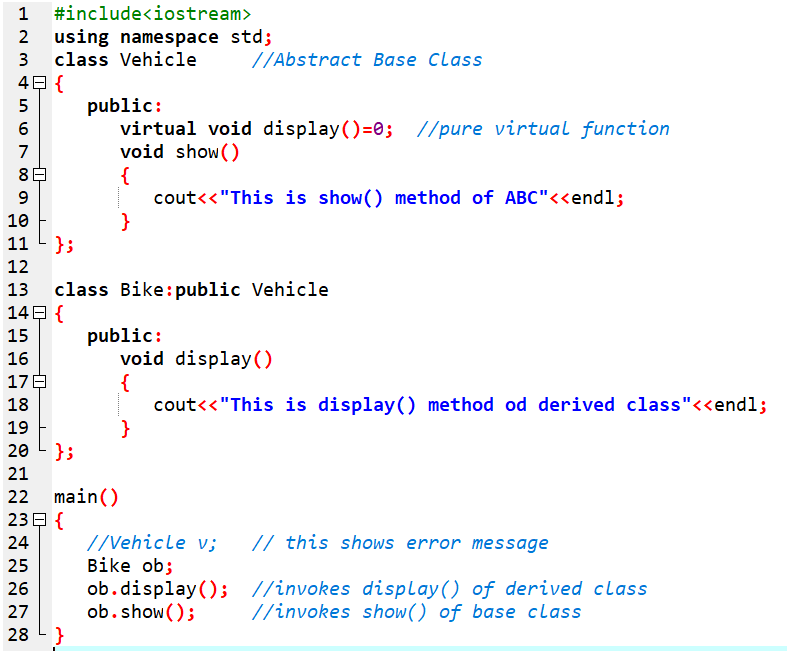 1 #include<iostream>
2 using namespace std;
3 class Vehicle //Abstract Base Class
4 {
5 public:
6 virtual void display()=0; //pure virtual function
7 void show()
8 {
9 cout<<"This is show() method of ABC"<<endl;
10 }
11 };
12
13 class Bike:public Vehicle
14 {
15 public:
16 void display()
17 {
18 cout<<"This is display() method od derived class"<<endl;
19 }
20 };
21
22 main()
23 {
24 //Vehicle v; // this shows error message
25 Bike ob;
26 ob.display(); //invokes display() of derived class
27 ob.show(); //invokes show() of base class
28 }